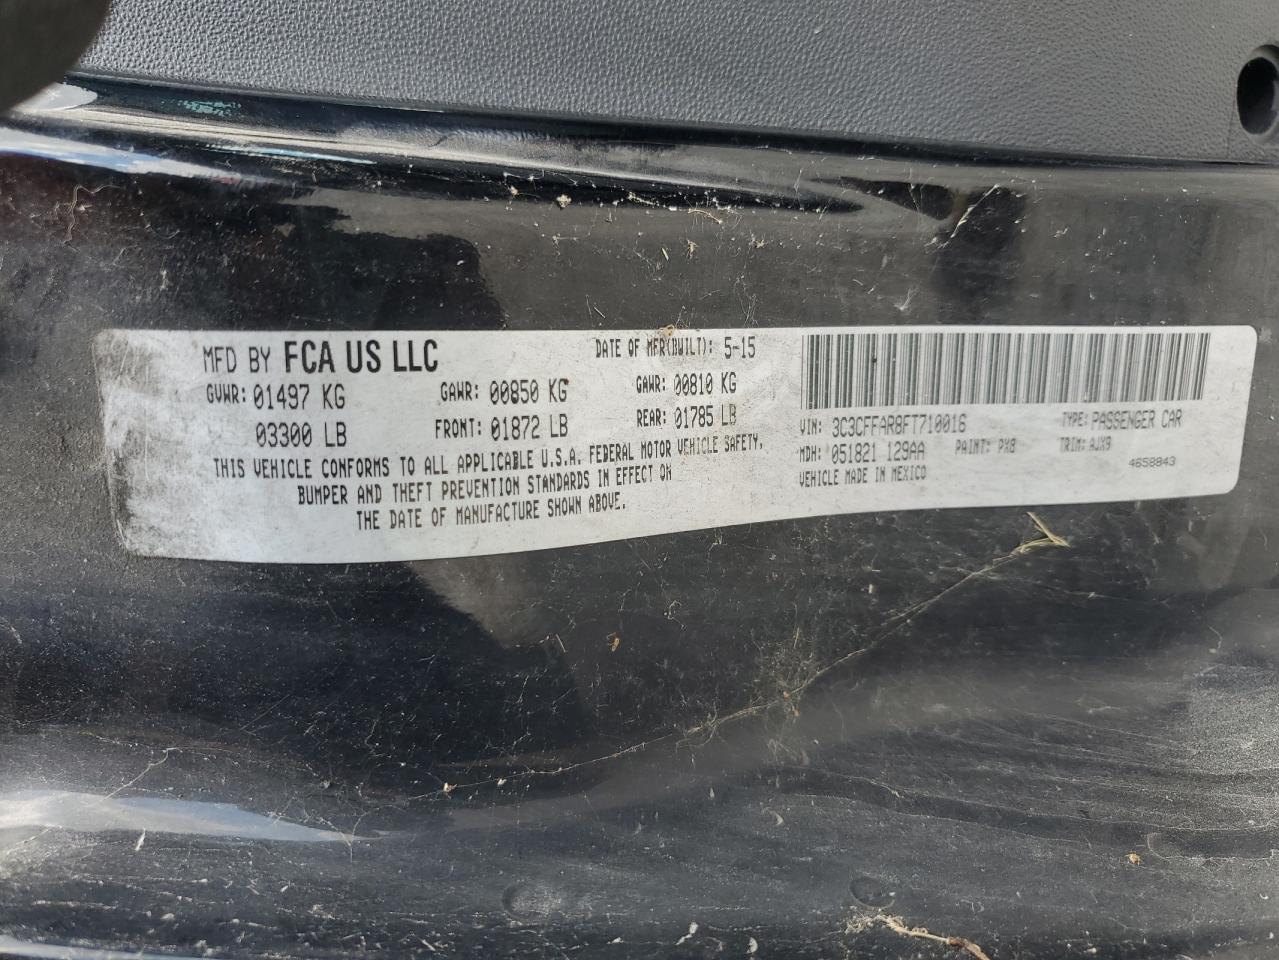 MFD BY FCA US LLC
DATE OF MFR(BUILT): 5-15
GVWR: 01497 KG
GAWR: 00850 KG
GAWR: 00810 KG
03300 LB
FRONT: 01872 LB
REAR: 01785 LB
THIS VEHICLE CONFORMS TO ALL APPLICABLE U.S.A. FEDERAL MOTOR VEHICLE SAFETY,
BUMPER AND THEFT PREVENTION STANDARDS IN EFFECT ON
THE DATE OF MANUFACTURE SHOWN ABOVE.
VIN: 3C3CFFAR8FT710016
TYPE: PASSENGER CAR
MDH: 051821 129AA
PAINT: PX8
TRIM: AJX9
VEHICLE MADE IN MEXICO
4658843